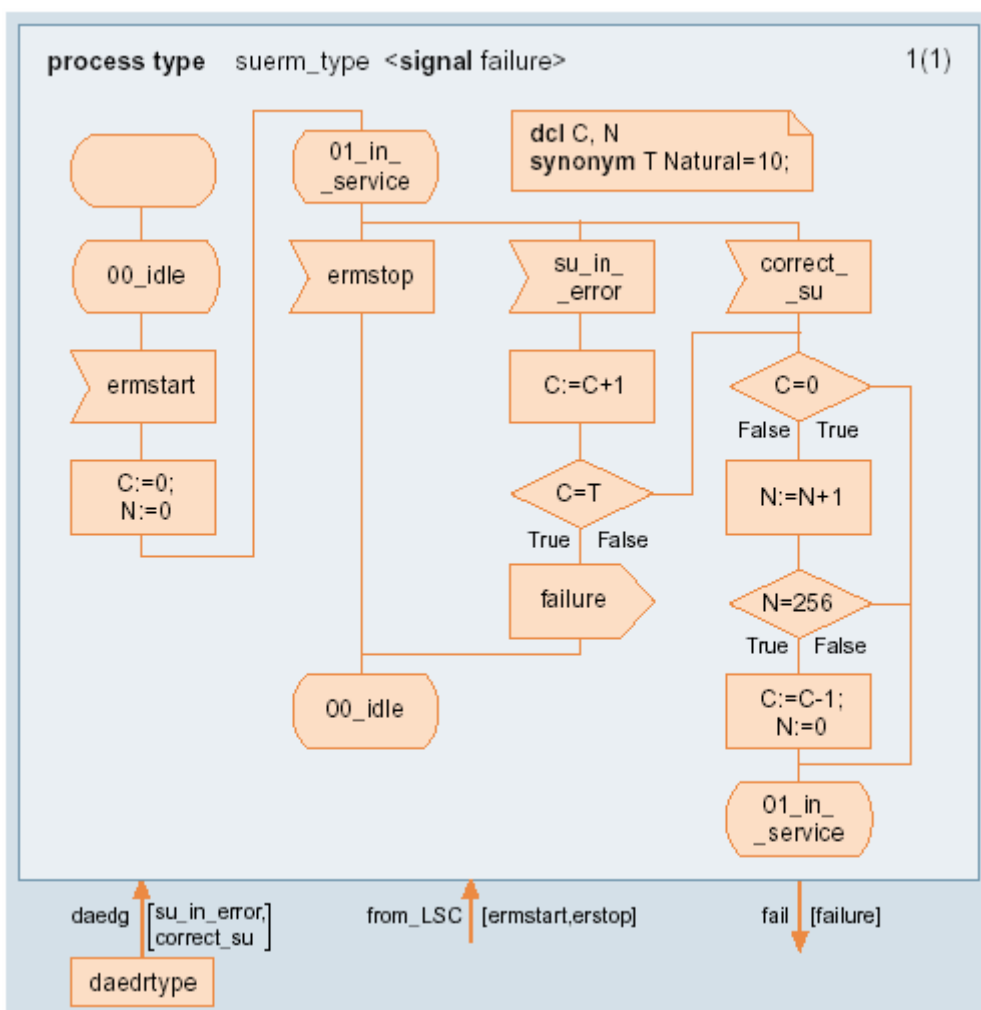 process type suerm_type <signal failure> 1(1)
dcl C, N
synonym T Natural=10;
01_in_
_service
00_idle
ermstop
su_in_
_error
correct_
_su
ermstart
C:=C+1
C=0
False True
C:=0;
N:=0
C=T
N:=N+1
True False
failure
N=256
True False
00_idle
C:=C-1;
N:=0
01_in_
_service
daedg
[su_in_error,
correct_su]
from_LSC [ermstart,erstop]
fail [failure]
daedrtype